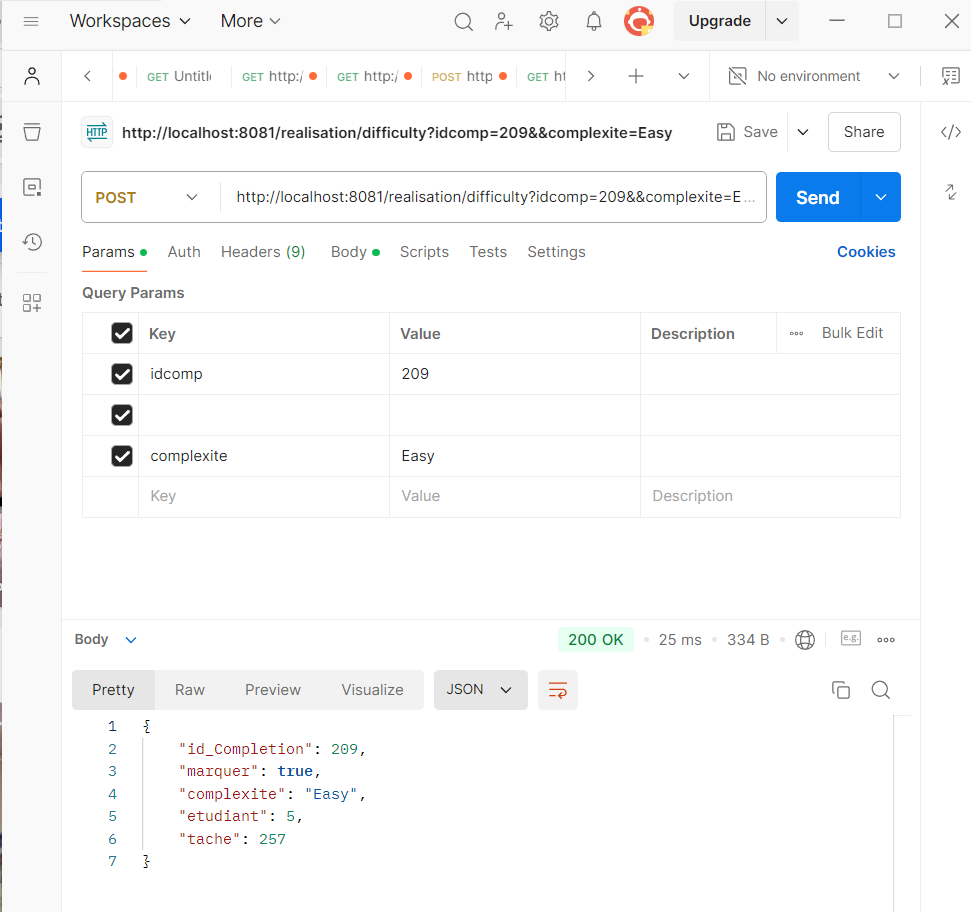 Workspaces More Upgrade
GET Untitl GET http:/ GET http:/ POST http GET ht No environment
HTTP http://localhost:8081/realisation/difficulty?idcomp=209&&complexite=Easy Save Share
POST http://localhost:8081/realisation/difficulty?idcomp=209&&complexite=E... Send
Params Auth Headers (9) Body Scripts Tests Settings Cookies
Query Params
Key Value Description Bulk Edit
idcomp 209
complexite Easy
Key Value Description
Body 200 OK 25 ms 334 B e.g.
Pretty Raw Preview Visualize JSON
1 {
2 "id_Completion": 209,
3 "marquer": true,
4 "complexite": "Easy",
5 "etudiant": 5,
6 "tache": 257
7 }